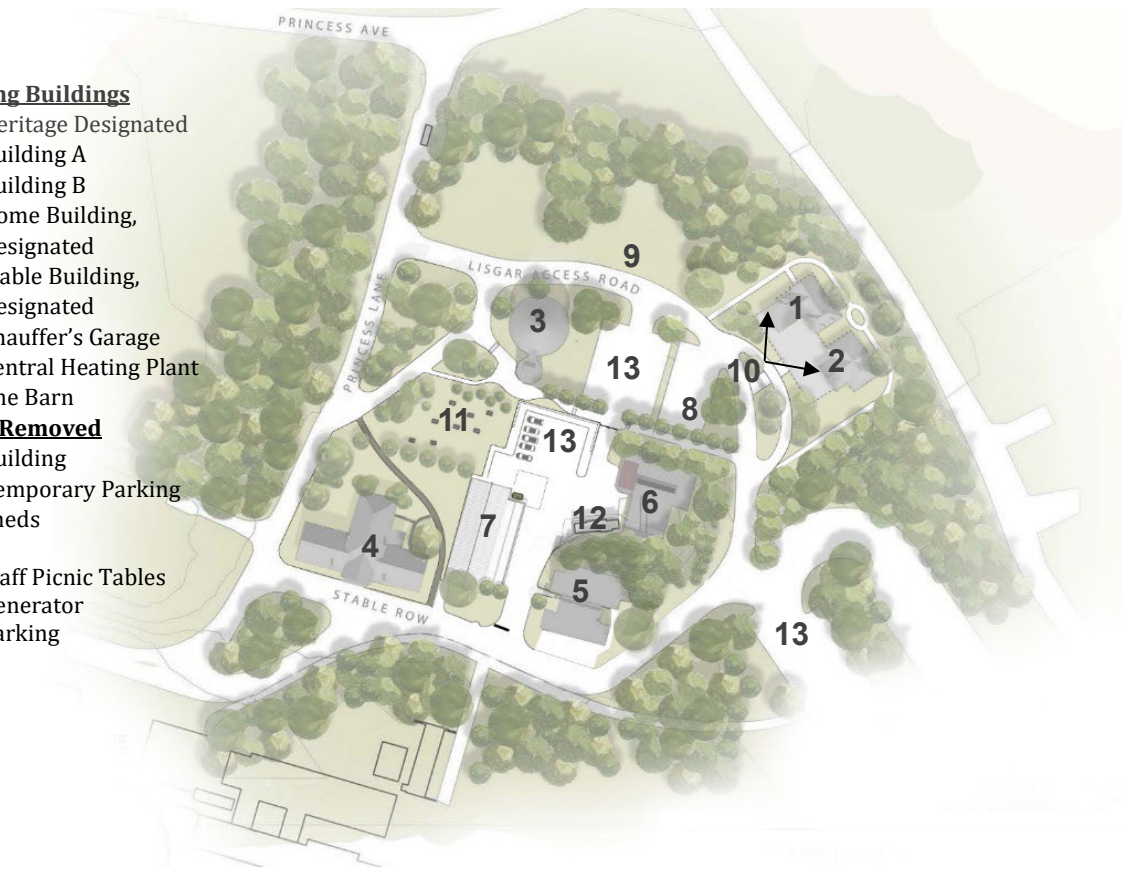 PRINCESS AVE
ng Buildings
eritage Designated
uilding A
uilding B
ome Building,
esignated
able Building,
esignated
hauffer's Garage
entral Heating Plant
ne Barn
Removed
uilding
emporary Parking
heds
aff Picnic Tables
enerator
arking
LISGAR ACCESS ROAD
PRINCESS LANE
STABLE ROW
9
1
3
2
13
10
8
11
13
6
12
7
4
5
13